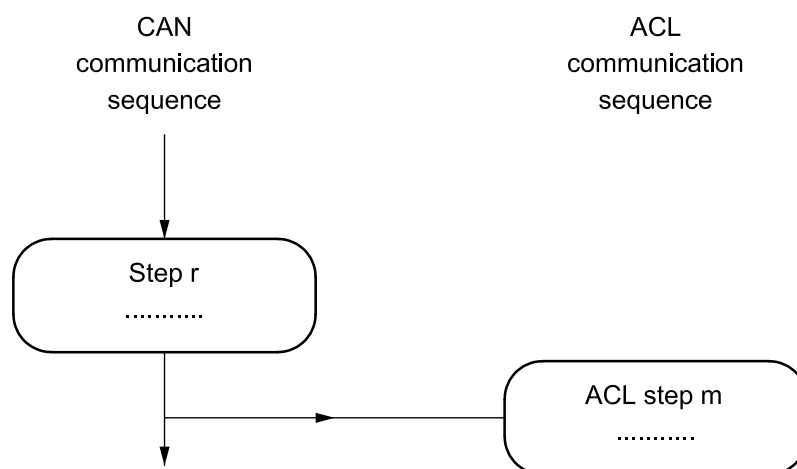 CAN
communication
sequence
ACL
communication
sequence
Step r
...........
ACL step m
...........